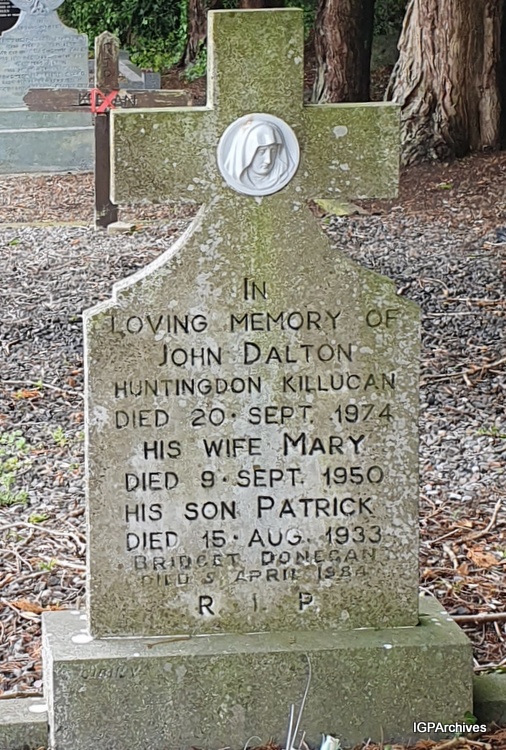 IN
LOVING MEMORY OF
JOHN DALTON
HUNTINGDON KILLUCAN
DIED 20. SEPT. 1974
HIS WIFE MARY
DIED 9. SEPT. 1950
HIS SON PATRICK
DIED 15. AUG. 1933
BRIDGET DONEGAN
DIED 5 APRIL 1984
R I P
IGPArchives